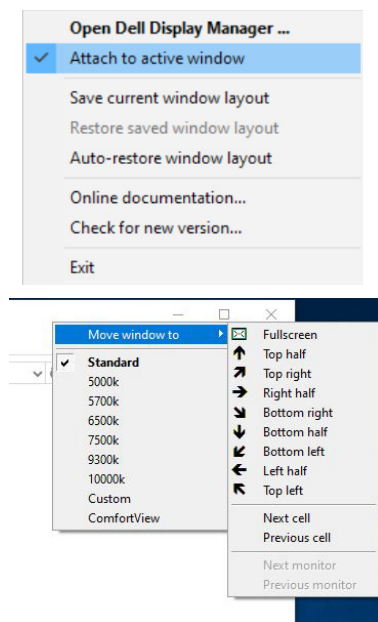 Open Dell Display Manager ...
Attach to active window
Save current window layout
Restore saved window layout
Auto-restore window layout
Online documentation...
Check for new version...
Exit
Move window to
Standard
5000k
5700k
6500k
7500k
9300k
10000k
Custom
ComfortView
Fullscreen
Top half
Top right
Right half
Bottom right
Bottom half
Bottom left
Left half
Top left
Next cell
Previous cell
Next monitor
Previous monitor